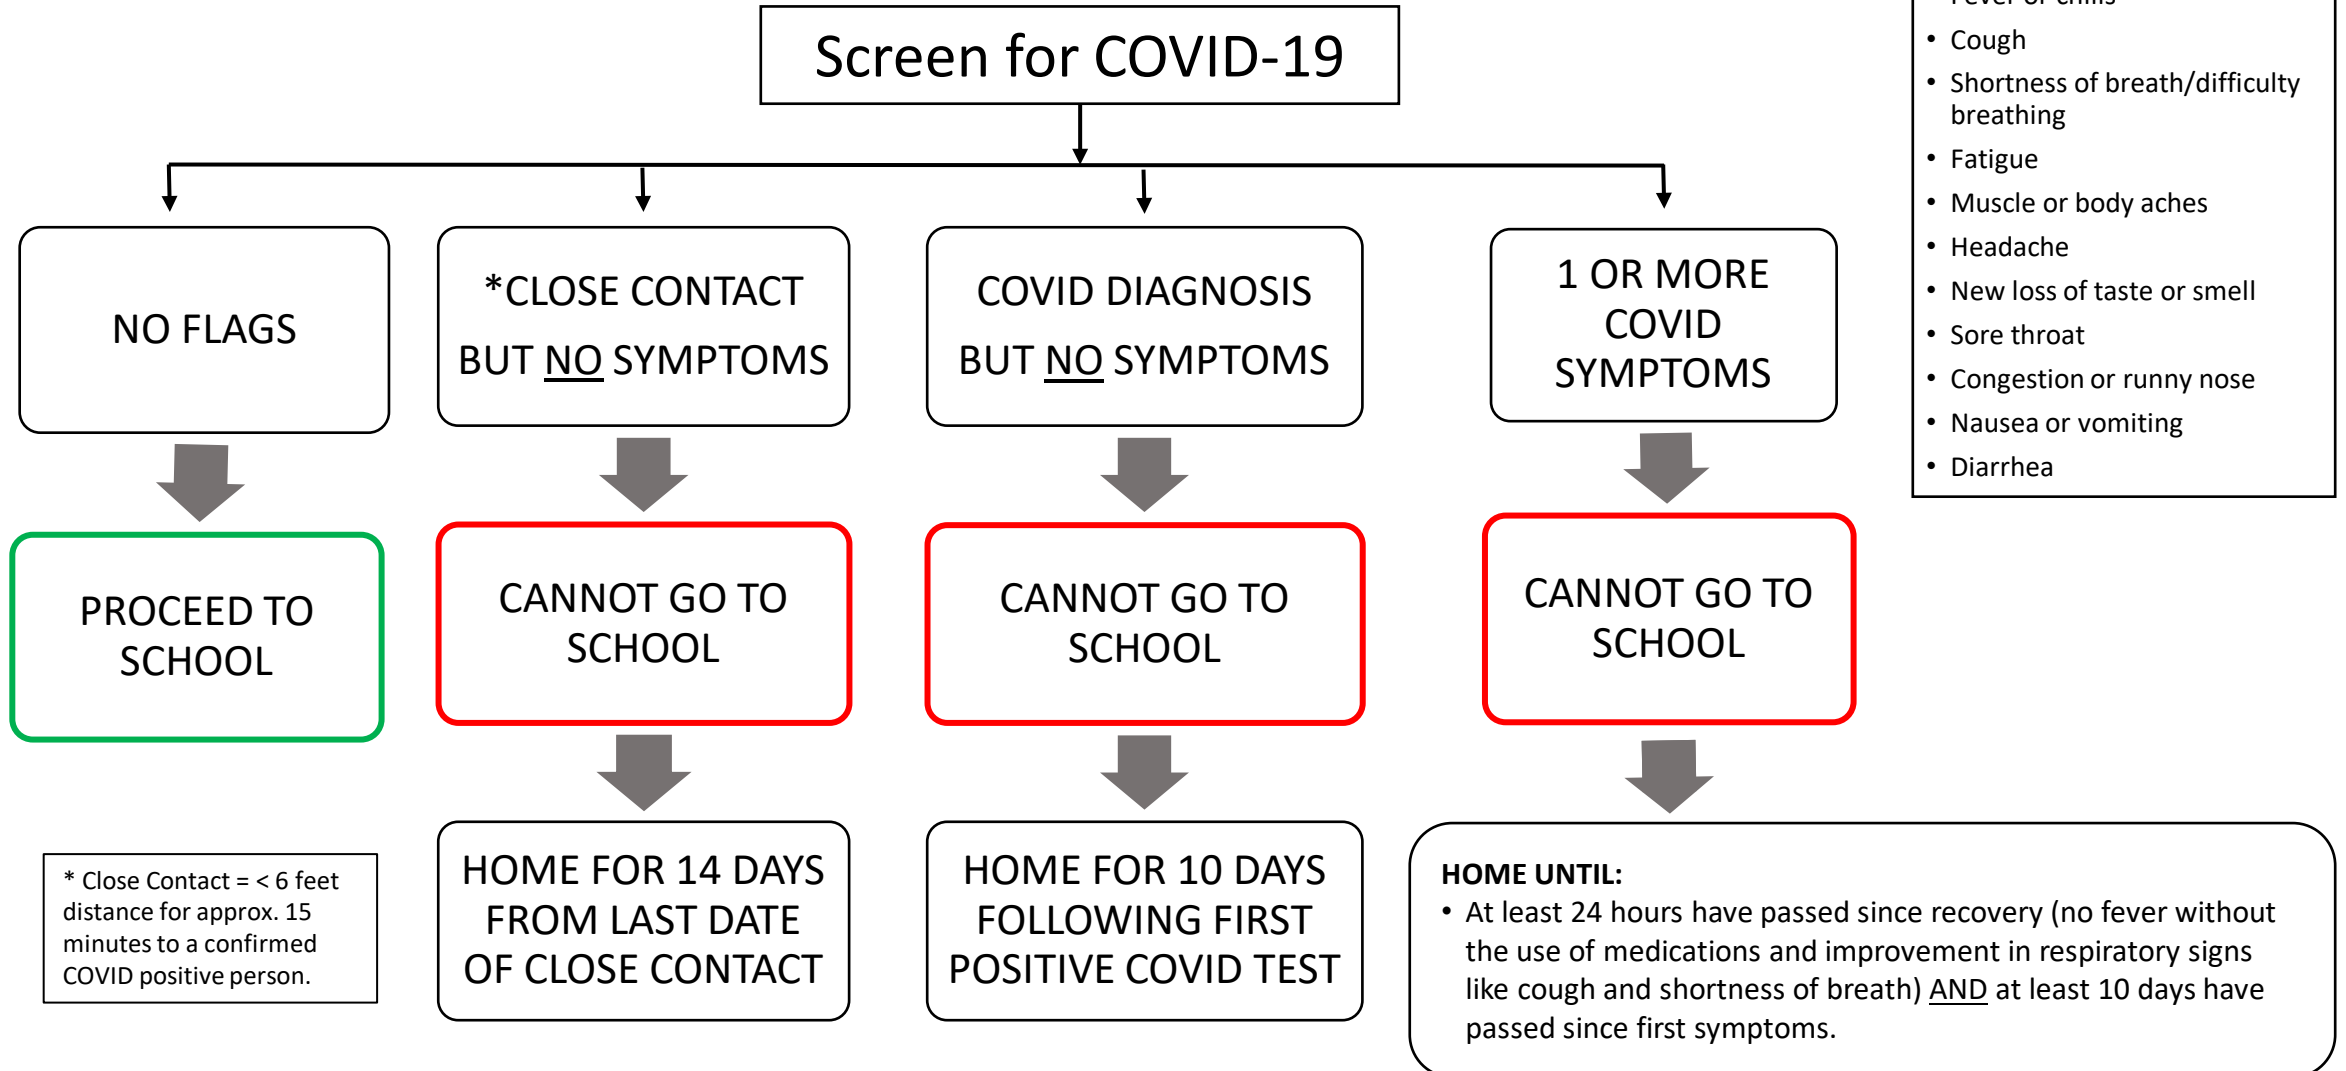 Screen for COVID-19
Fever or chills
• Cough
• Shortness of breath/difficulty
breathing
• Fatigue
• Muscle or body aches
• Headache
• New loss of taste or smell
• Sore throat
• Congestion or runny nose
• Nausea or vomiting
• Diarrhea
NO FLAGS
*CLOSE CONTACT
BUT NO SYMPTOMS
COVID DIAGNOSIS
BUT NO SYMPTOMS
1 OR MORE
COVID
SYMPTOMS
PROCEED TO
SCHOOL
CANNOT GO TO
SCHOOL
CANNOT GO TO
SCHOOL
CANNOT GO TO
SCHOOL
* Close Contact = < 6 feet
distance for approx. 15
minutes to a confirmed
COVID positive person.
HOME FOR 14 DAYS
FROM LAST DATE
OF CLOSE CONTACT
HOME FOR 10 DAYS
FOLLOWING FIRST
POSITIVE COVID TEST
HOME UNTIL:
• At least 24 hours have passed since recovery (no fever without
the use of medications and improvement in respiratory signs
like cough and shortness of breath) AND at least 10 days have
passed since first symptoms.